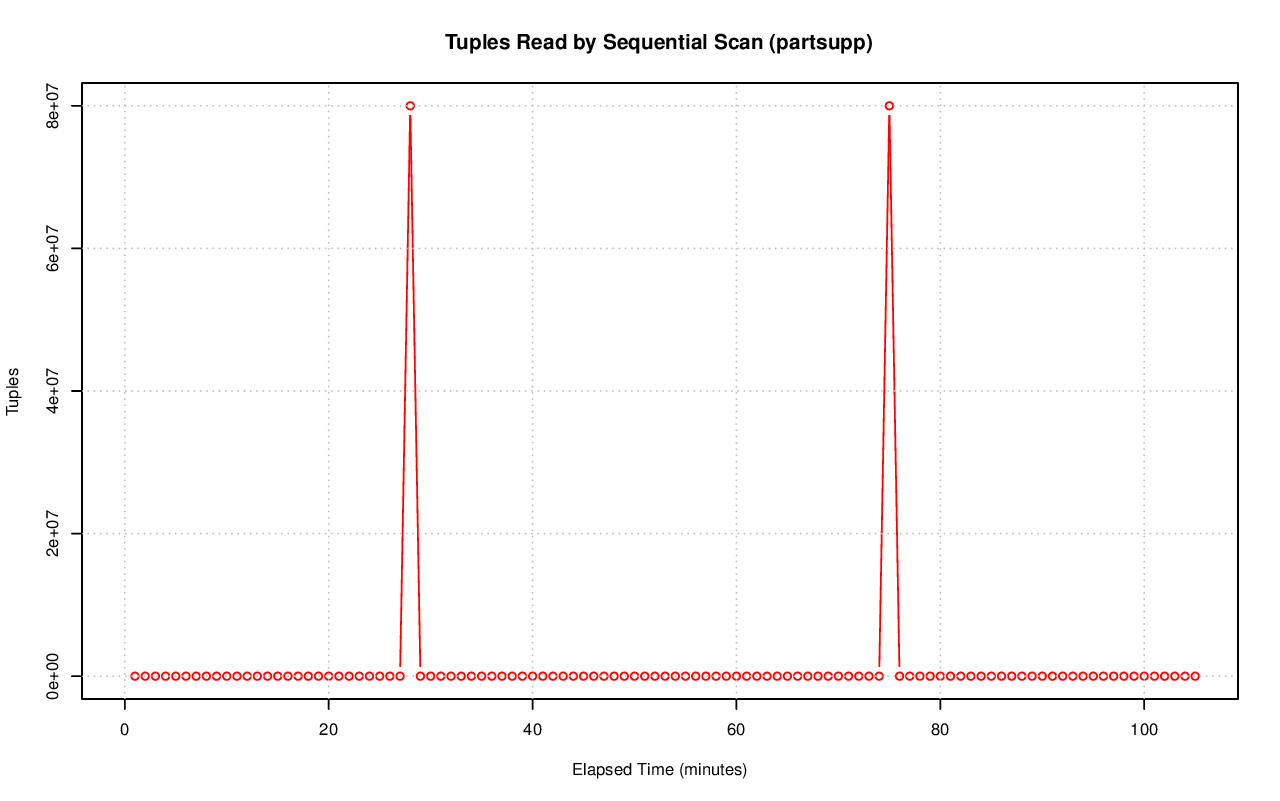 Tuples Read by Sequential Scan (partsupp)
8e+07
6e+07
4e+07
2e+07
0e+00
Tuples
0 20 40 60 80 100
Elapsed Time (minutes)